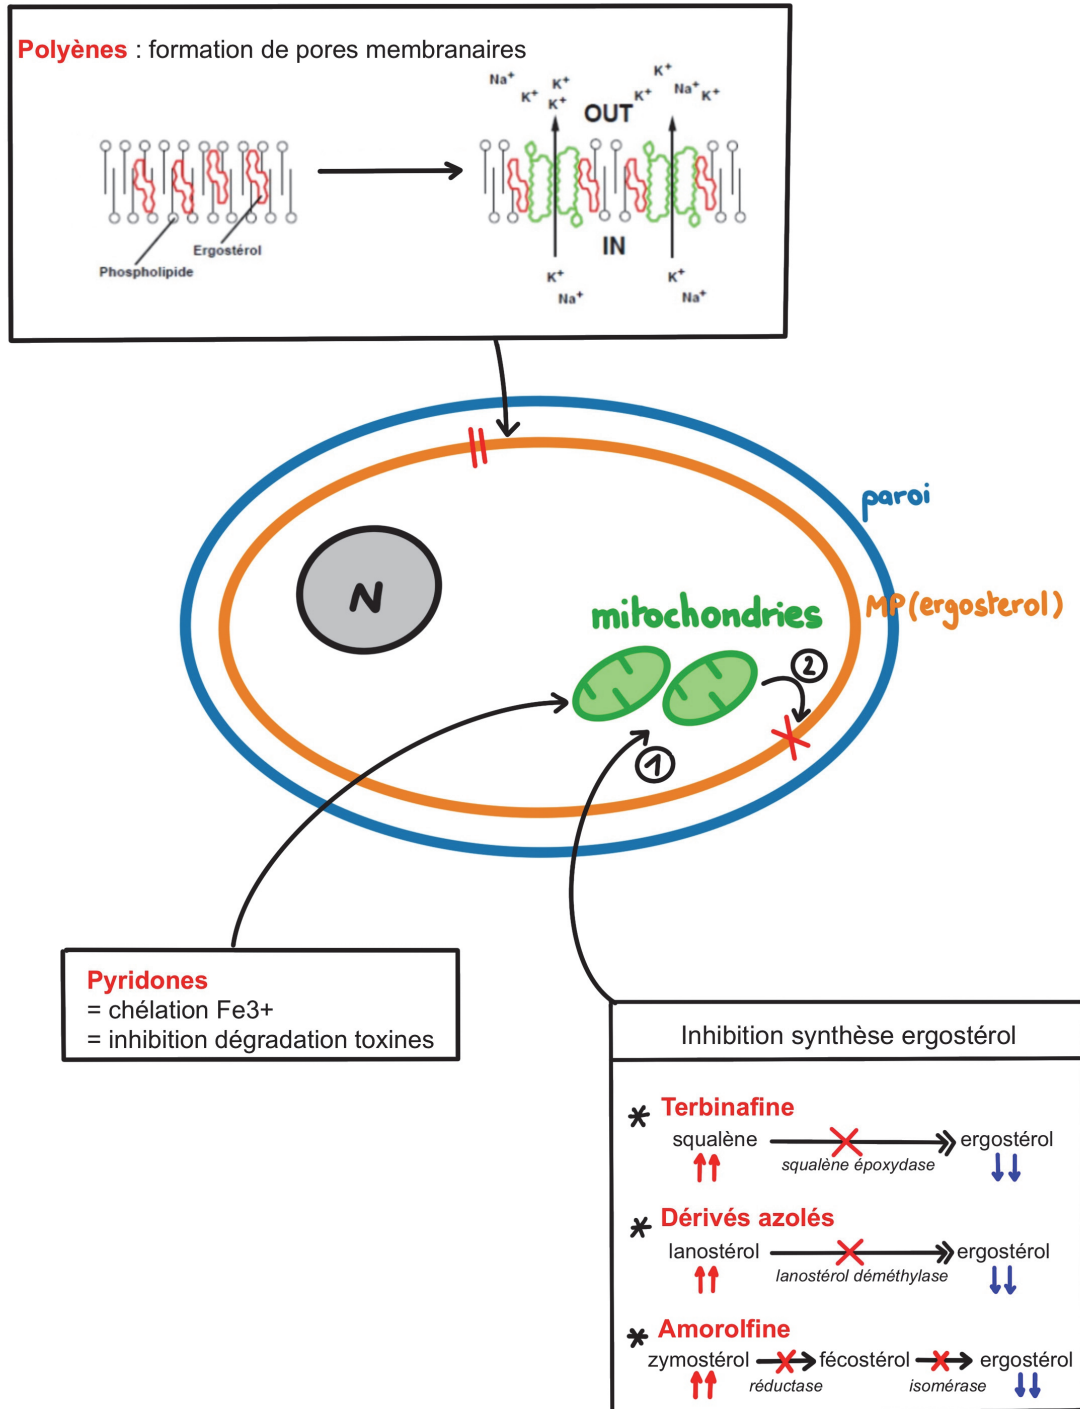 Polyènes : formation de pores membranaires
Na⁺ K⁺ K⁺ K⁺ OUT K⁺ K⁺ Na⁺ K⁺
Ergostérol
Phospholipide
IN
K⁺ K⁺
Na⁺ Na⁺
paroi
N
mitochondries
MP (ergosterol)
2
1
Pyridones
= chélation Fe3+
= inhibition dégradation toxines
Inhibition synthèse ergostérol
* Terbinafine
squalène ergostérol
squalène époxydase
* Dérivés azolés
lanostérol ergostérol
lanostérol déméthylase
* Amorolfine
zymostérol fécostérol ergostérol
réductase isomérase